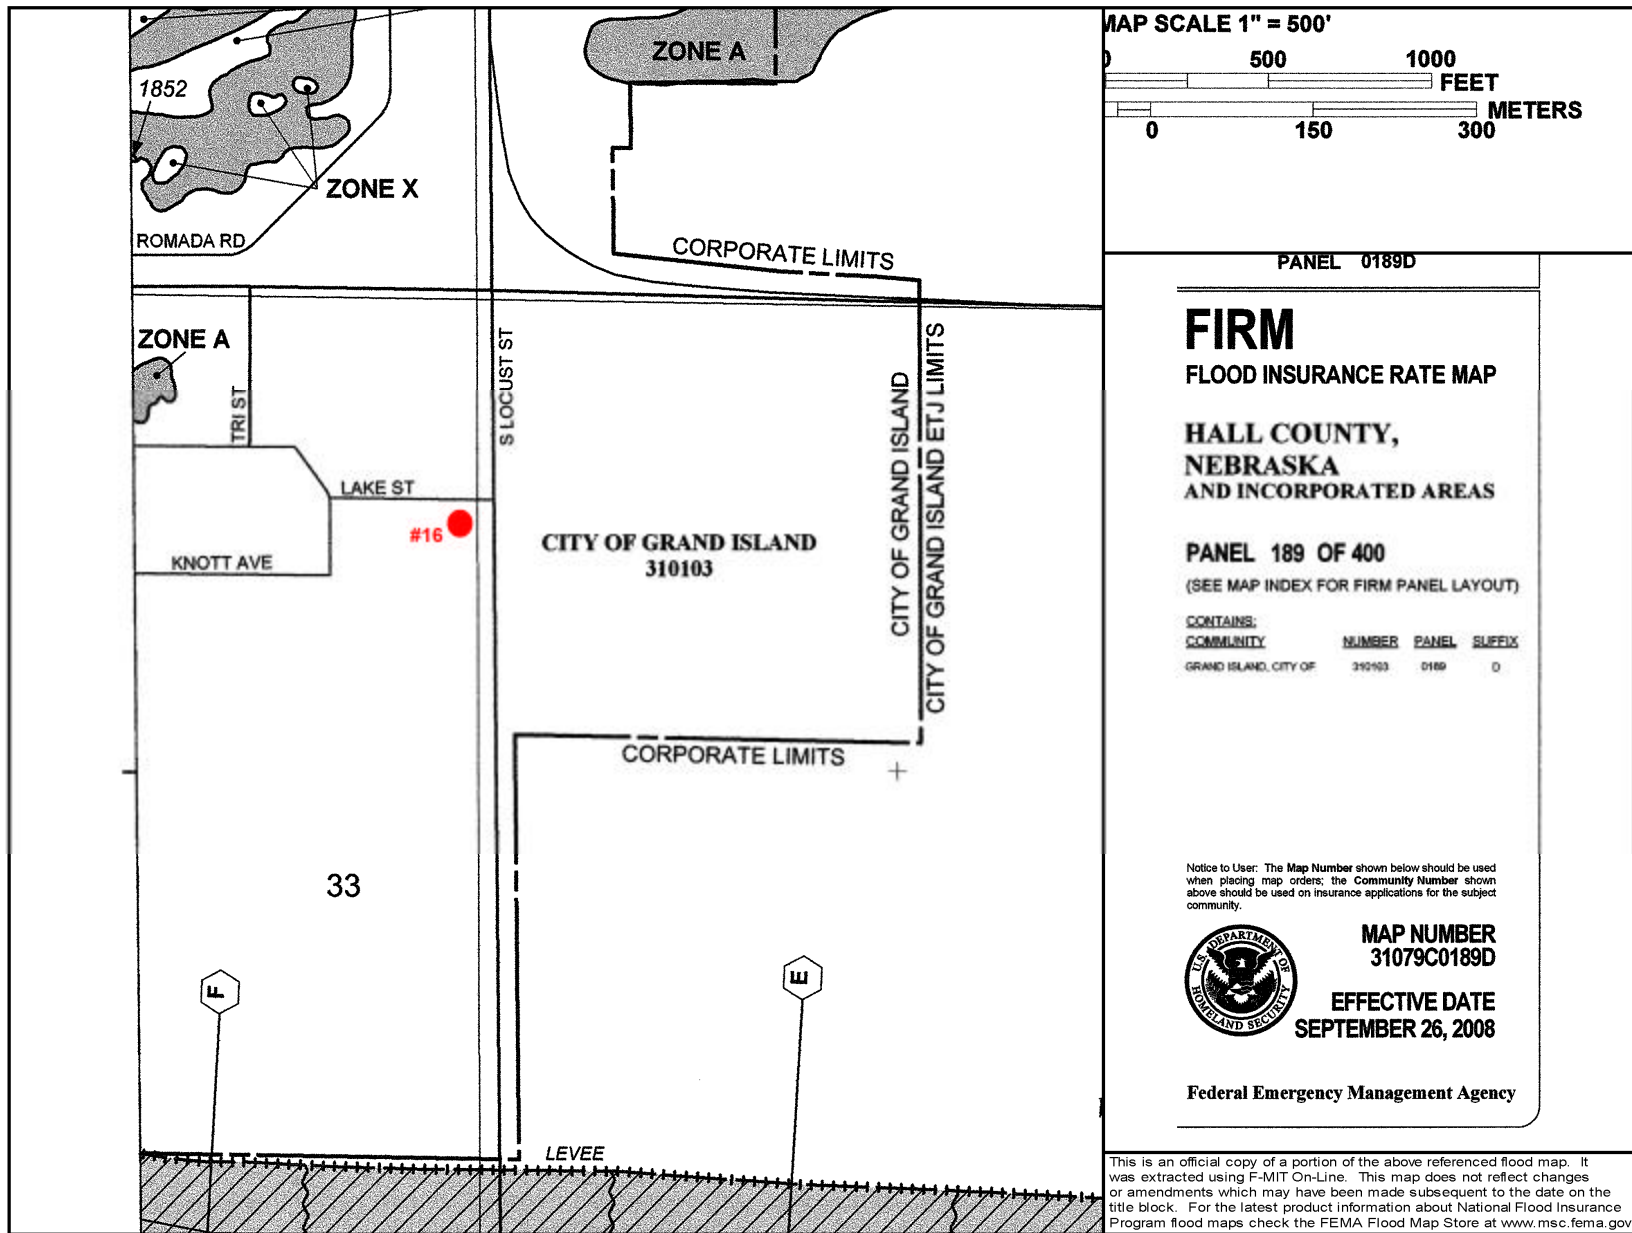 ZONE A
1852
ZONE X
ROMADA RD
CORPORATE LIMITS
ZONE A
TRI ST
S LOCUST ST
CITY OF GRAND ISLAND
CITY OF GRAND ISLAND ETJ LIMITS
LAKE ST
#16
KNOTT AVE
CITY OF GRAND ISLAND
310103
CORPORATE LIMITS
33
F
E
LEVEE
MAP SCALE 1" = 500'
0 500 1000
FEET
METERS
0 150 300
PANEL 0189D
FIRM
FLOOD INSURANCE RATE MAP
HALL COUNTY,
NEBRASKA
AND INCORPORATED AREAS
PANEL 189 OF 400
(SEE MAP INDEX FOR FIRM PANEL LAYOUT)
CONTAINS:
COMMUNITY NUMBER PANEL SUFFIX
GRAND ISLAND, CITY OF 310103 0189 D
Notice to User: The Map Number shown below should be used
when placing map orders; the Community Number shown
above should be used on insurance applications for the subject
community.
U.S. DEPARTMENT OF HOMELAND SECURITY
MAP NUMBER
31079C0189D
EFFECTIVE DATE
SEPTEMBER 26, 2008
Federal Emergency Management Agency
This is an official copy of a portion of the above referenced flood map. It
was extracted using F-MIT On-Line. This map does not reflect changes
or amendments which may have been made subsequent to the date on the
title block. For the latest product information about National Flood Insurance
Program flood maps check the FEMA Flood Map Store at www.msc.fema.gov